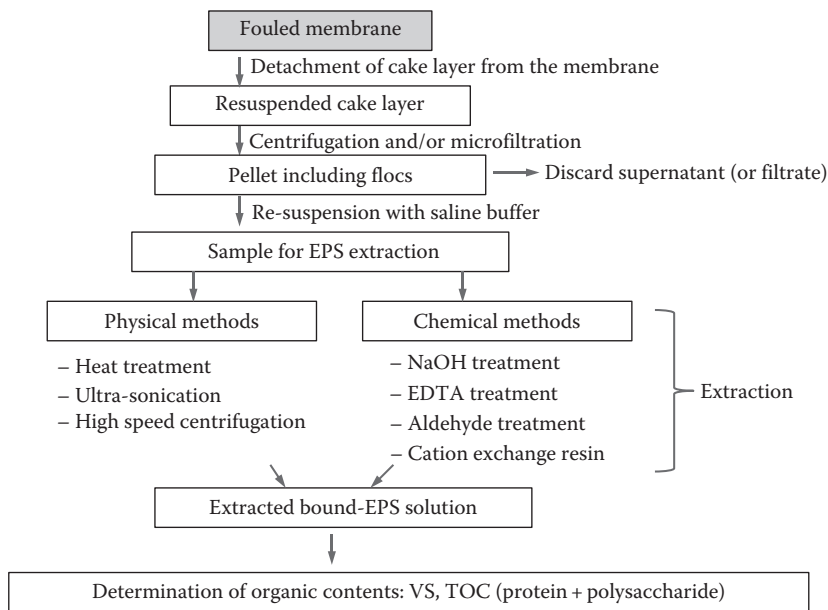 Fouled membrane
Detachment of cake layer from the membrane
Resuspended cake layer
Centrifugation and/or microfiltration
Pellet including flocs
Discard supernatant (or filtrate)
Re-suspension with saline buffer
Sample for EPS extraction
Physical methods
– Heat treatment
– Ultra-sonication
– High speed centrifugation
Chemical methods
– NaOH treatment
– EDTA treatment
– Aldehyde treatment
– Cation exchange resin
Extraction
Extracted bound-EPS solution
Determination of organic contents: VS, TOC (protein + polysaccharide)